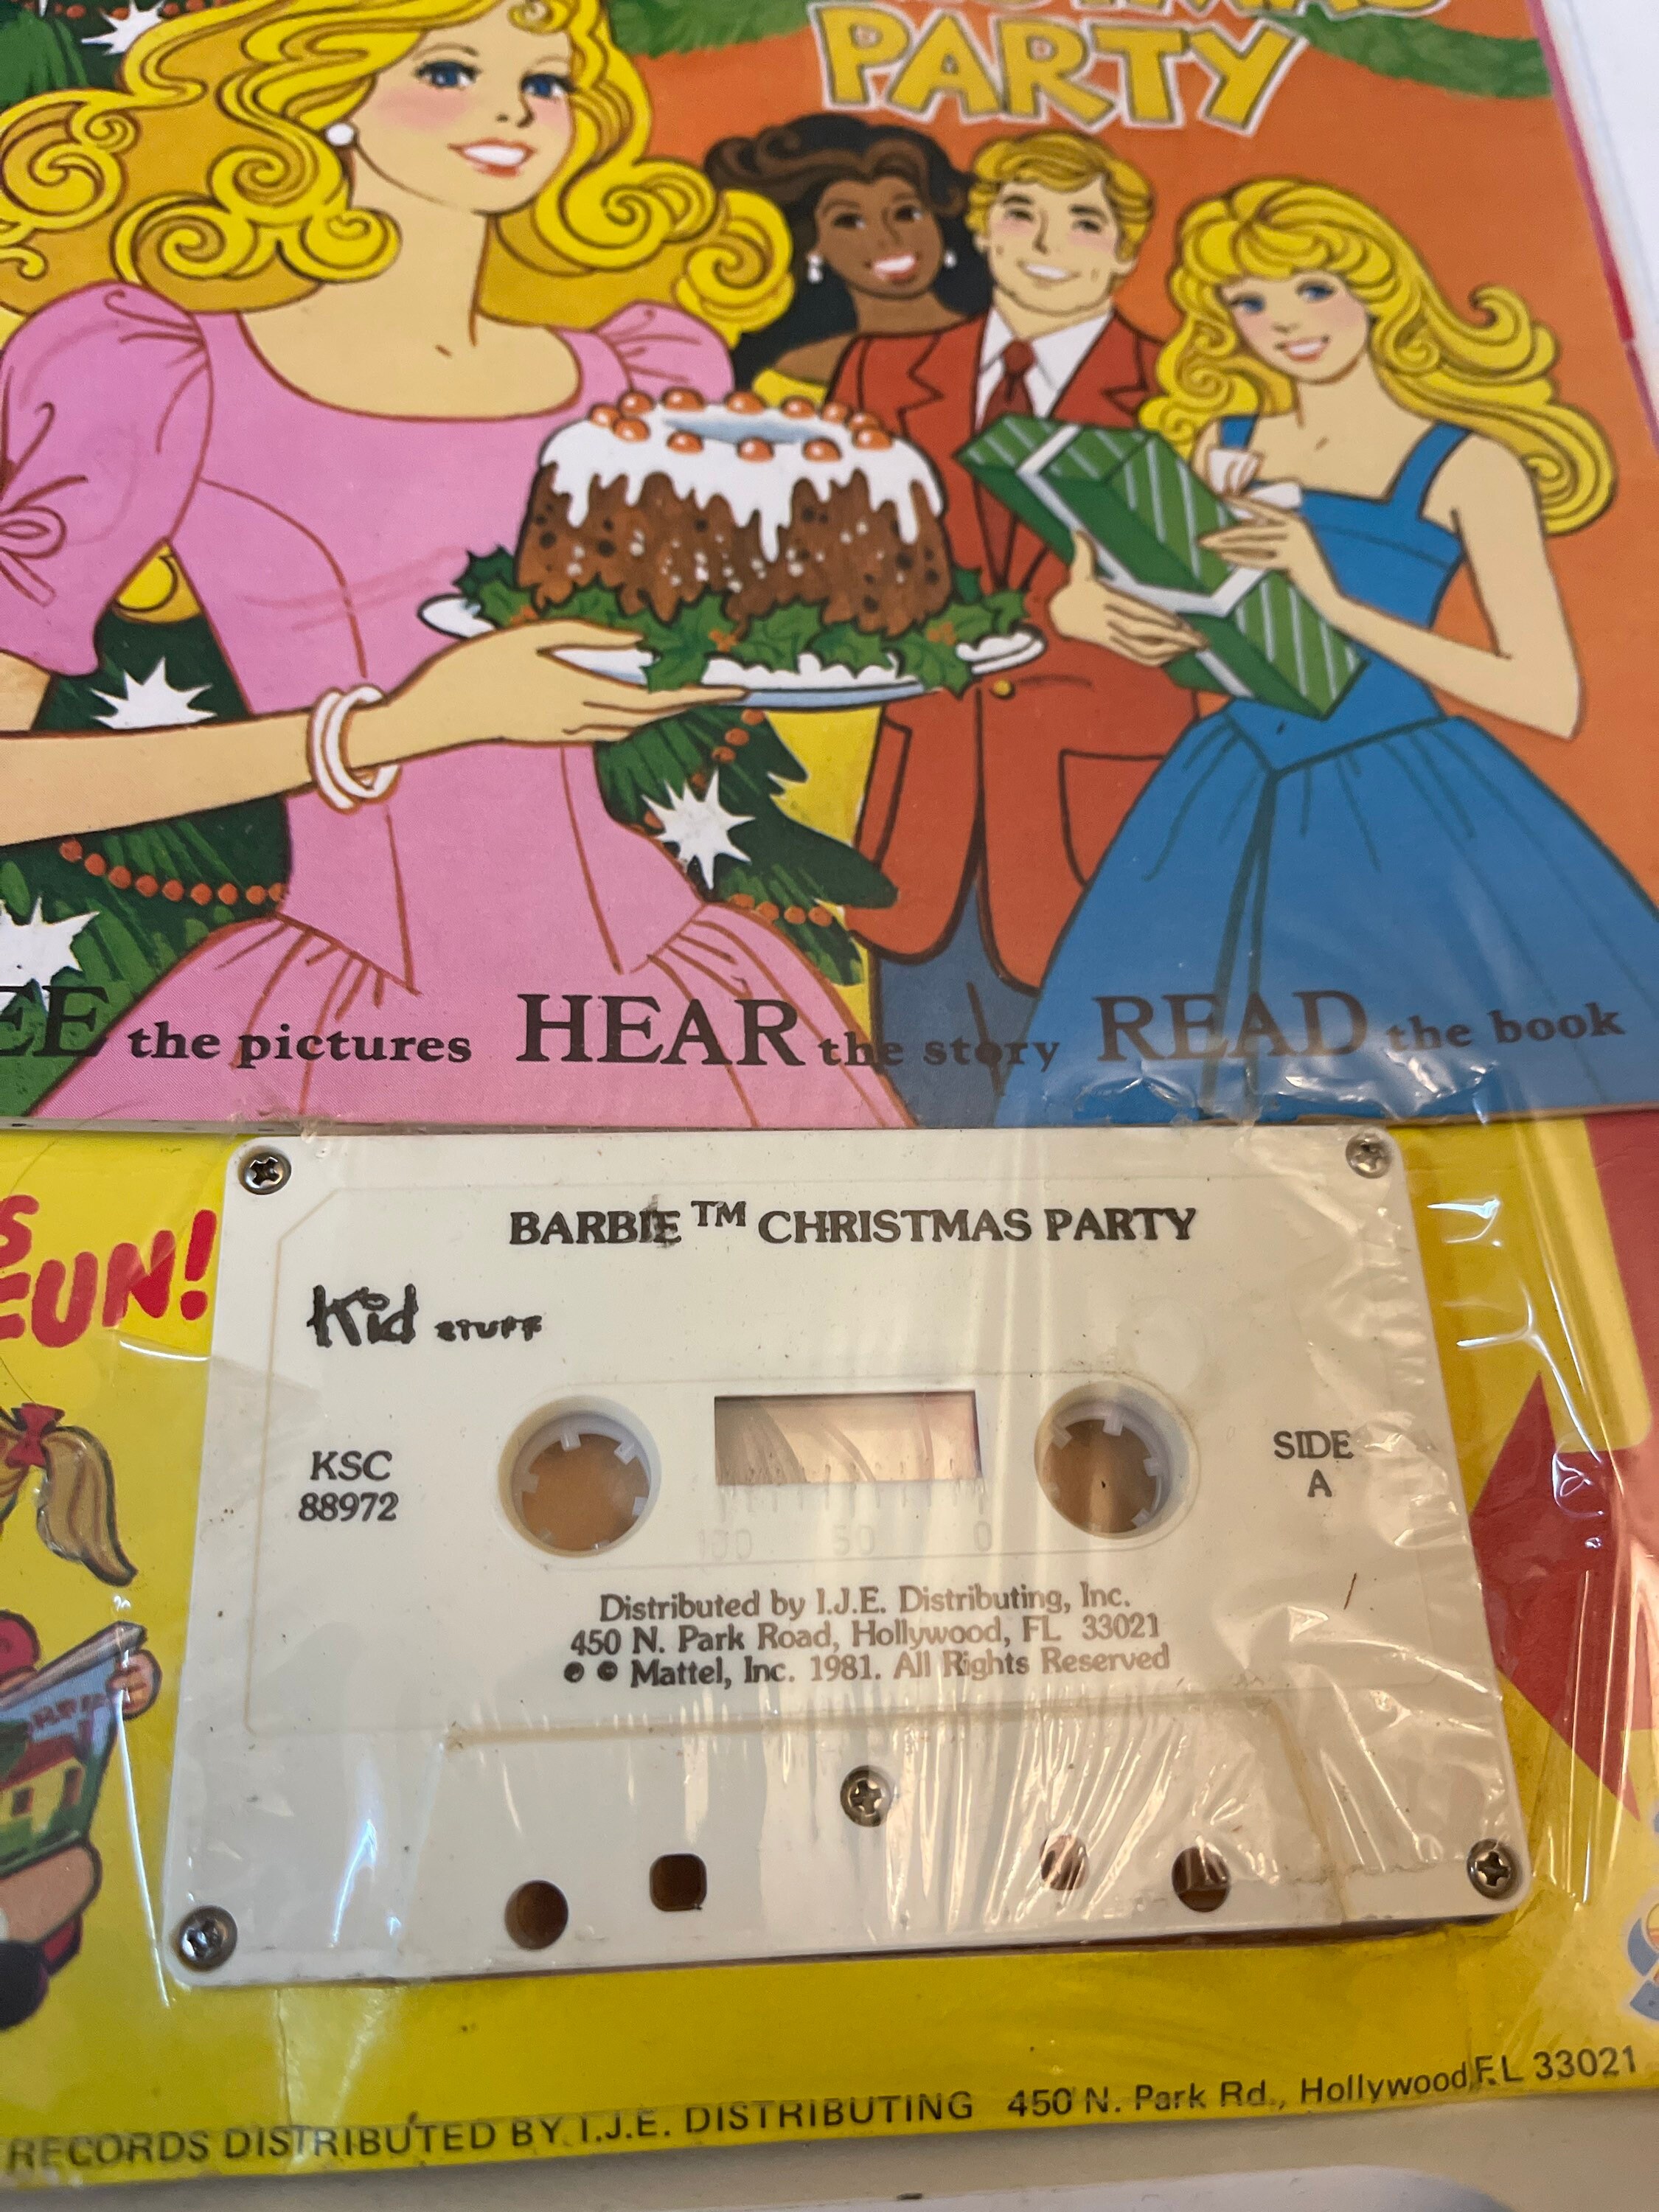 PARTY
the pictures HEAR the story READ the book
FUN!
BARBIE ™ CHRISTMAS PARTY
Kid STUFF
KSC
88972
SIDE
A
100 50 0
Distributed by I.J.E. Distributing, Inc.
450 N. Park Road, Hollywood, FL 33021
℗ © Mattel, Inc. 1981. All Rights Reserved
RECORDS DISTRIBUTED BY I.J.E. DISTRIBUTING 450 N. Park Rd., Hollywood, FL 33021